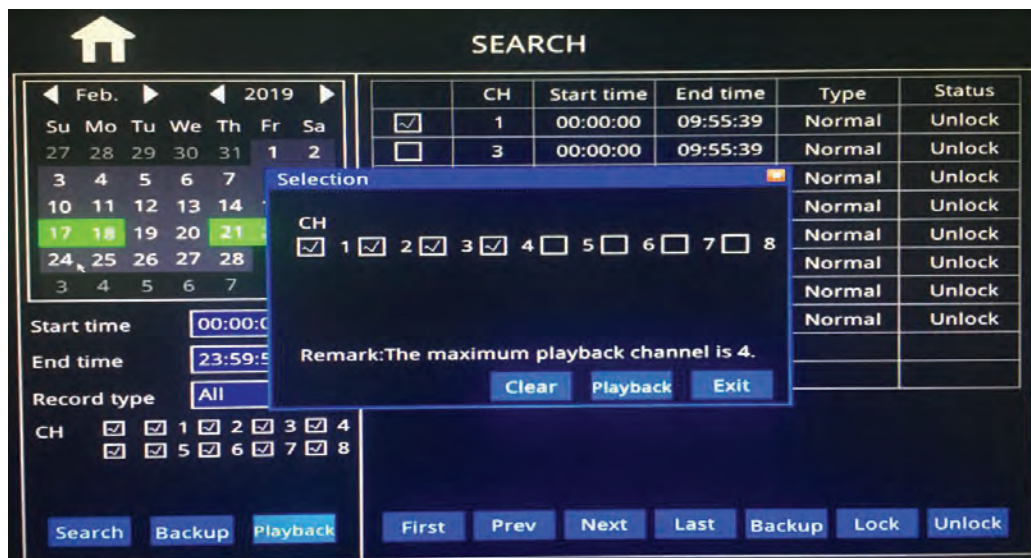 SEARCH
Feb. 2019
Su Mo Tu We Th Fr Sa
27 28 29 30 31 1 2
3 4 5 6 7
10 11 12 13 14
17 18 19 20 21
24 25 26 27 28
3 4 5 6 7
Start time 00:00:
End time 23:59:5
Record type All
CH 1 2 3 4
5 6 7 8
Search Backup Playback
CH Start time End time Type Status
1 00:00:00 09:55:39 Normal Unlock
3 00:00:00 09:55:39 Normal Unlock
Normal Unlock
Normal Unlock
Normal Unlock
Normal Unlock
Normal Unlock
Normal Unlock
First Prev Next Last Backup Lock Unlock
Selection
CH
1 2 3 4 5 6 7 8
Remark:The maximum playback channel is 4.
Clear Playback Exit